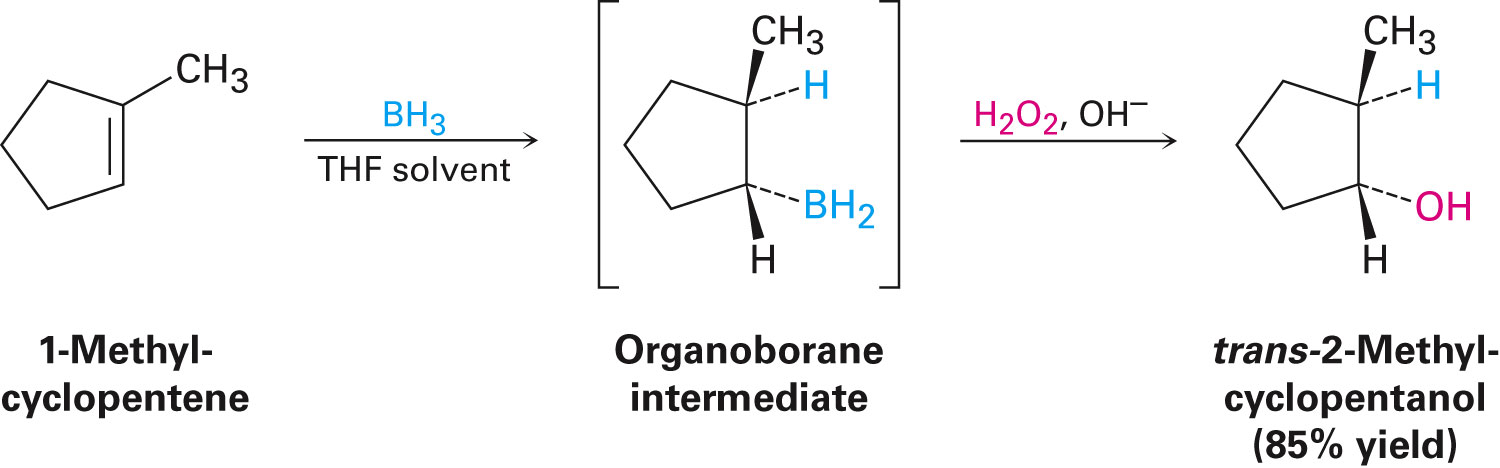 CH₃
BH₃
THF solvent
CH₃
H
BH₂
H
H₂O₂, OH⁻
CH₃
H
OH
H
1-Methyl-
cyclopentene
Organoborane
intermediate
trans-2-Methyl-
cyclopentanol
(85% yield)